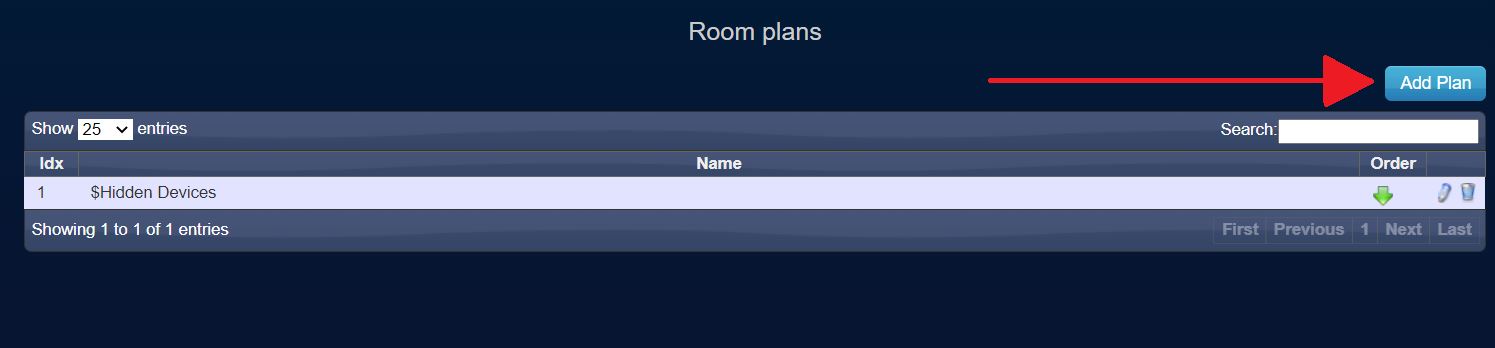 Room plans
Add Plan
Show 25 entries Search:
Idx Name Order
1 $Hidden Devices
Showing 1 to 1 of 1 entries First Previous 1 Next Last